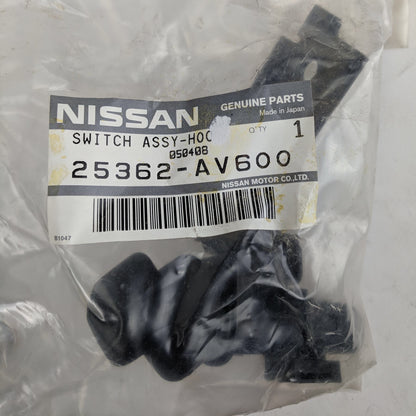 NISSAN
GENUINE PARTS
Made in Japan
SWITCH ASSY-HOO
Q'TY 1
050408
25362-AV600
NISSAN MOTOR CO.,LTD.
81047